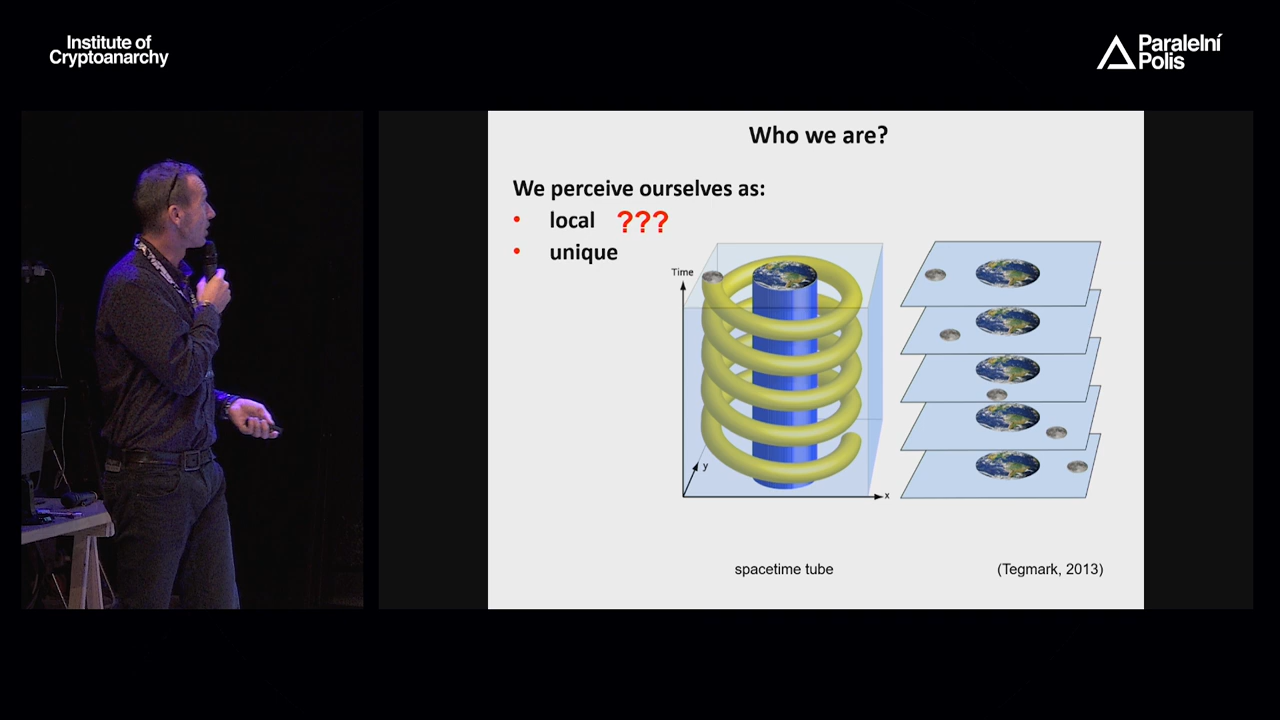 Institute of
Cryptoanarchy
Paralelní
Polis
Who we are?
We perceive ourselves as:
• local ???
• unique
Time
y
x
spacetime tube
(Tegmark, 2013)